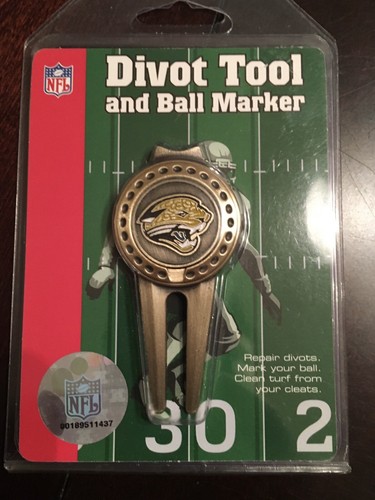 NFL
Divot Tool
and Ball Marker
Repair divots.
Mark your ball.
Clean turf from
your cleats.
NFL
00189511437
30 2